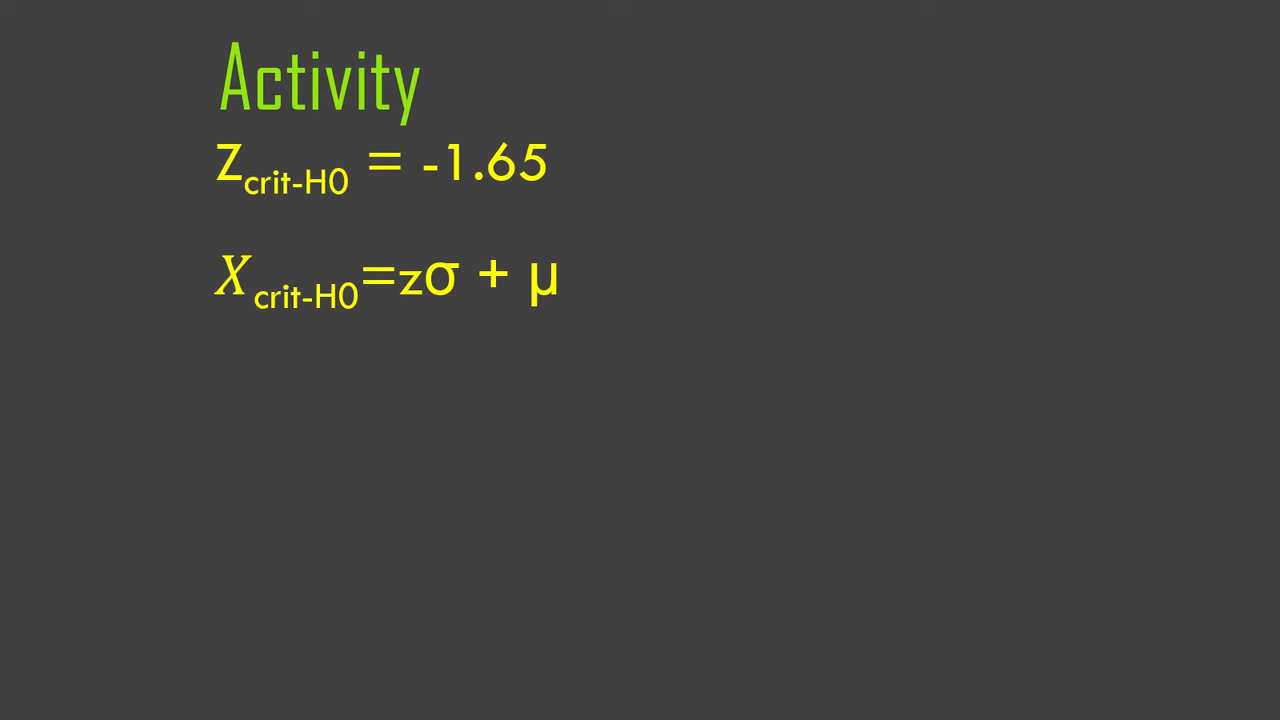 Activity
zcrit-H0 = -1.65
Xcrit-H0=zσ + μ